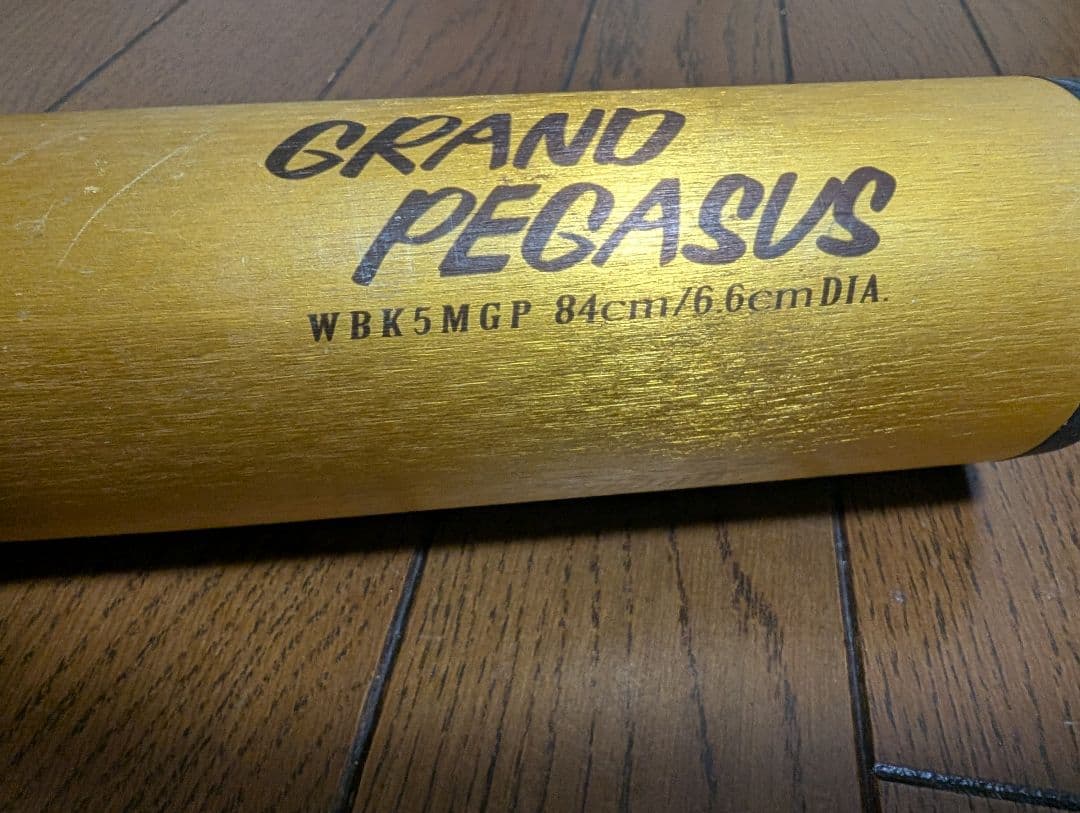 GRAND
PEGASUS
WBK5MGP 84cm/6.6cmDIA.